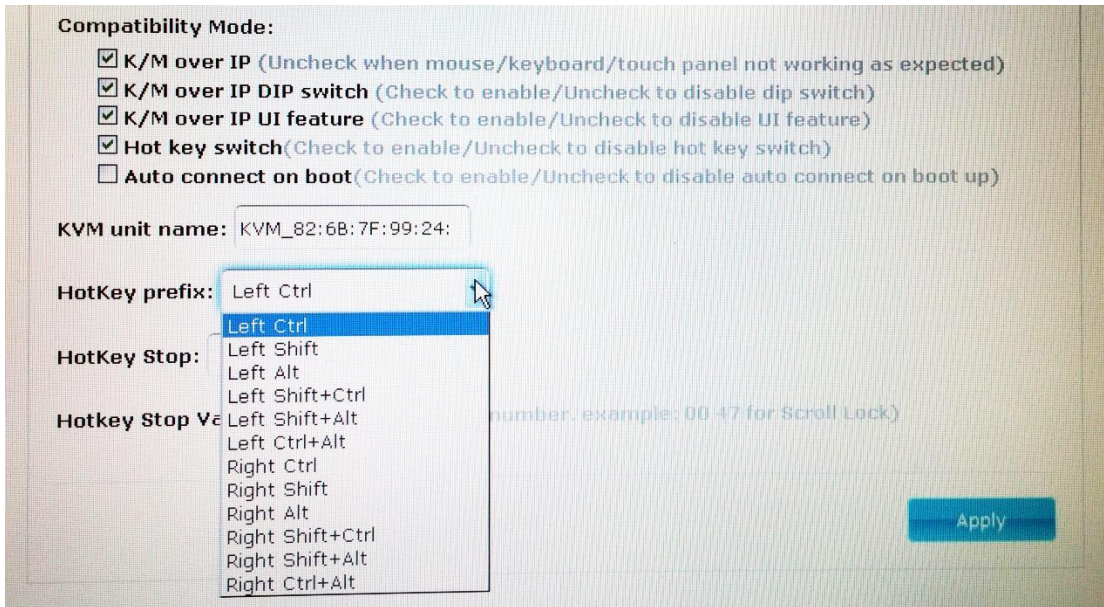 Compatibility Mode:
K/M over IP (Uncheck when mouse/keyboard/touch panel not working as expected)
K/M over IP DIP switch (Check to enable/Uncheck to disable dip switch)
K/M over IP UI feature (Check to enable/Uncheck to disable UI feature)
Hot key switch(Check to enable/Uncheck to disable hot key switch)
Auto connect on boot(Check to enable/Uncheck to disable auto connect on boot up)
KVM unit name: KVM_82:6B:7F:99:24:
HotKey prefix: Left Ctrl
Left Ctrl
Left Shift
HotKey Stop:
Left Alt
Left Shift+Ctrl
Hotkey Stop Va
Left Shift+Alt
number. example: 00 47 for Scroll Lock)
Left Ctrl+Alt
Right Ctrl
Right Shift
Right Alt
Right Shift+Ctrl
Right Shift+Alt
Right Ctrl+Alt
Apply